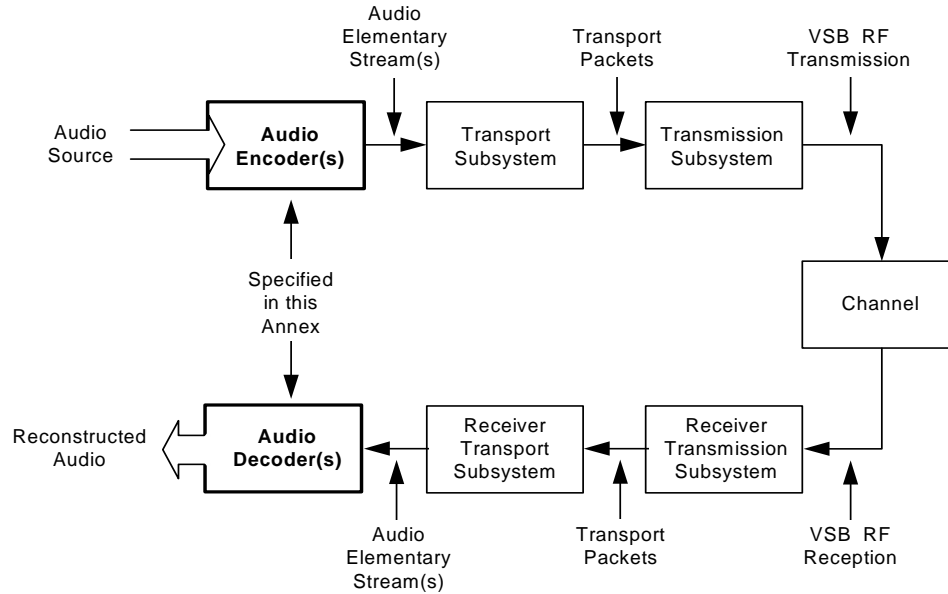 Audio
Elementary
Stream(s)
Transport
Packets
VSB RF
Transmission
Audio
Source
Audio
Encoder(s)
Transport
Subsystem
Transmission
Subsystem
Specified
in this
Annex
Channel
Reconstructed
Audio
Audio
Decoder(s)
Receiver
Transport
Subsystem
Receiver
Transmission
Subsystem
Audio
Elementary
Stream(s)
Transport
Packets
VSB RF
Reception